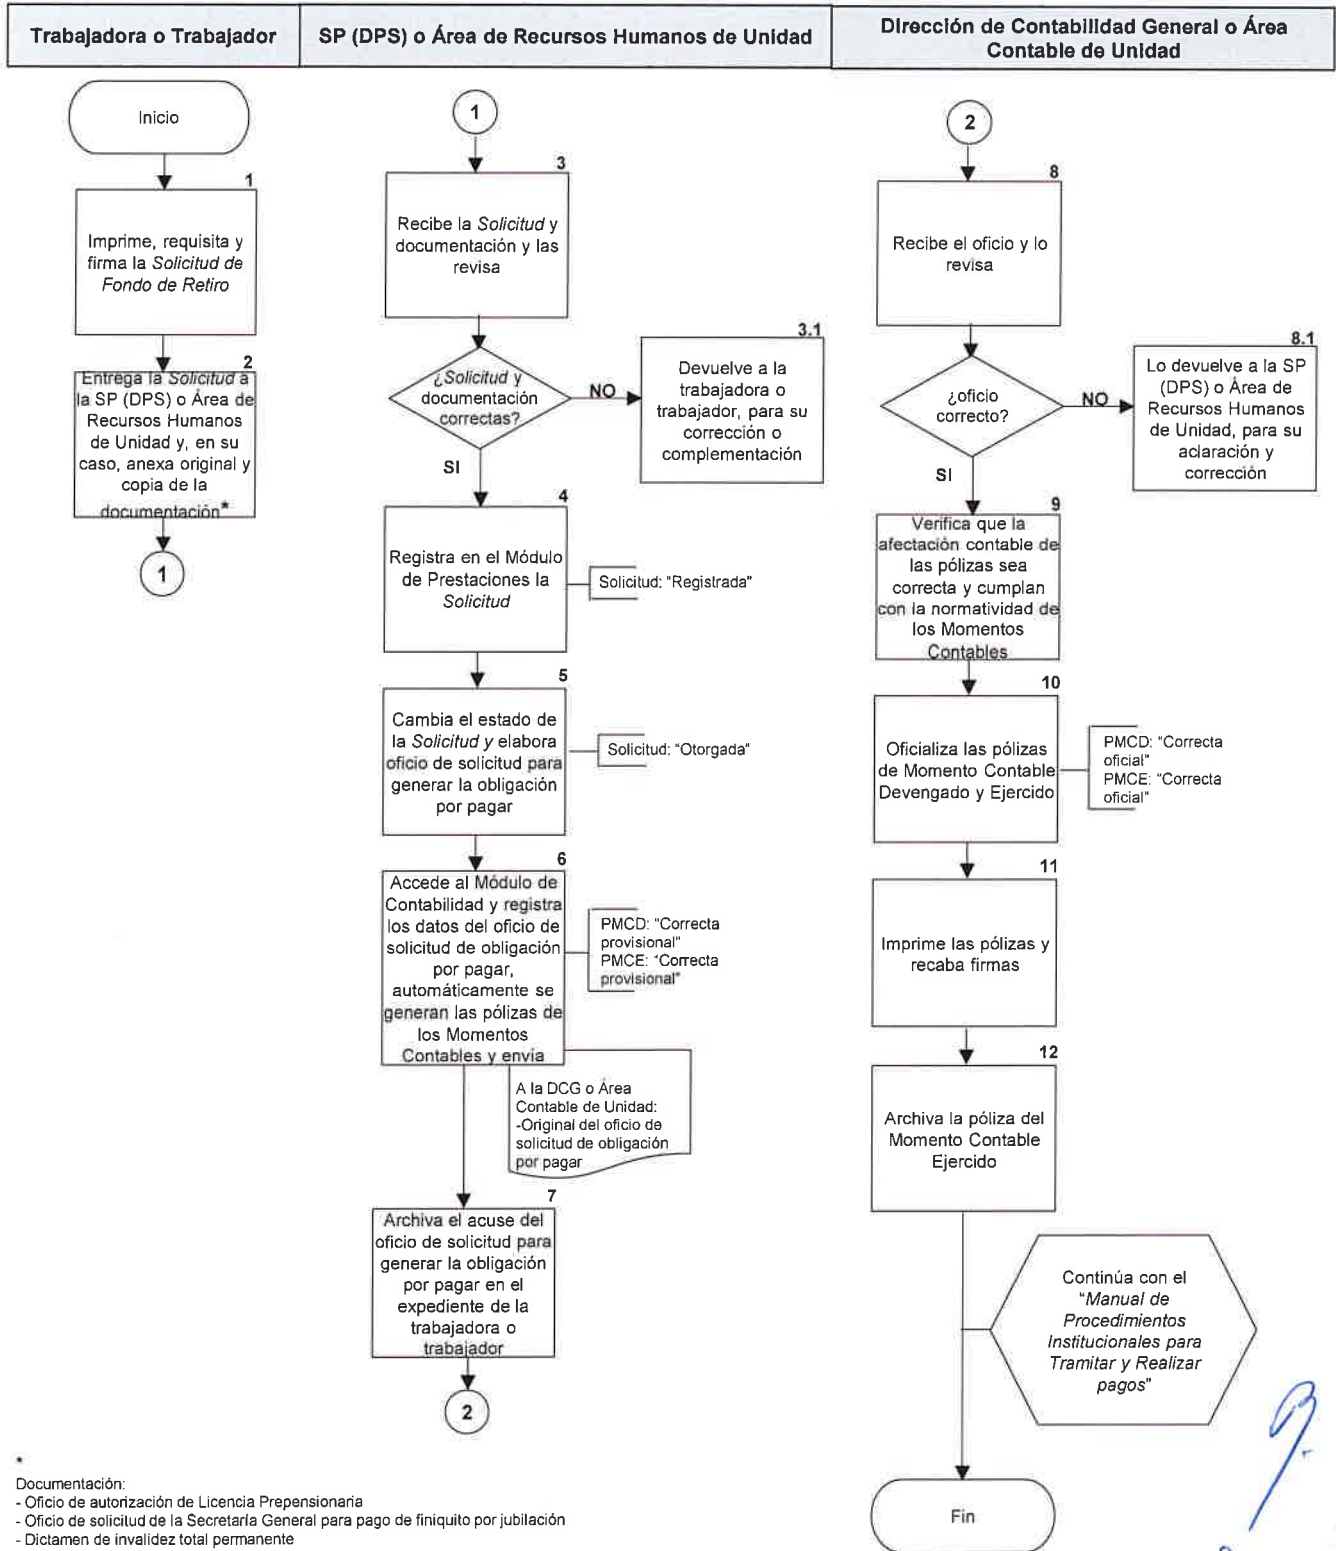 Trabajadora o Trabajador
SP (DPS) o Área de Recursos Humanos de Unidad
Dirección de Contabilidad General o Área
Contable de Unidad
Inicio
1
Imprime, requisita y
firma la Solicitud de
Fondo de Retiro
2
Entrega la Solicitud a
la SP (DPS) o Área de
Recursos Humanos
de Unidad y, en su
caso, anexa original y
copia de la
documentación*
1
1
3
Recibe la Solicitud y
documentación y las
revisa
¿Solicitud y
documentación
correctas?
NO
3.1
Devuelve a la
trabajadora o
trabajador, para su
corrección o
complementación
SI
4
Registra en el Módulo
de Prestaciones la
Solicitud
Solicitud: "Registrada"
5
Cambia el estado de
la Solicitud y elabora
oficio de solicitud para
generar la obligación
por pagar
Solicitud: "Otorgada"
6
Accede al Módulo de
Contabilidad y registra
los datos del oficio de
solicitud de obligación
por pagar,
automáticamente se
generan las pólizas de
los Momentos
Contables y envía
PMCD: "Correcta
provisional"
PMCE: "Correcta
provisional"
A la DCG o Área
Contable de Unidad:
-Original del oficio de
solicitud de obligación
por pagar
7
Archiva el acuse del
oficio de solicitud para
generar la obligación
por pagar en el
expediente de la
trabajadora o
trabajador
2
2
8
Recibe el oficio y lo
revisa
¿oficio
correcto?
NO
8.1
Lo devuelve a la SP
(DPS) o Área de
Recursos Humanos
de Unidad, para su
aclaración y
corrección
SI
9
Verifica que la
afectación contable de
las pólizas sea
correcta y cumplan
con la normatividad de
los Momentos
Contables
10
Oficializa las pólizas
de Momento Contable
Devengado y Ejercido
PMCD: "Correcta
oficial"
PMCE: "Correcta
oficial"
11
Imprime las pólizas y
recaba firmas
12
Archiva la póliza del
Momento Contable
Ejercido
Continúa con el
"Manual de
Procedimientos
Institucionales para
Tramitar y Realizar
pagos"
Fin
*
Documentación:
- Oficio de autorización de Licencia Prepensionaria
- Oficio de solicitud de la Secretaría General para pago de finiquito por jubilación
- Dictamen de invalidez total permanente